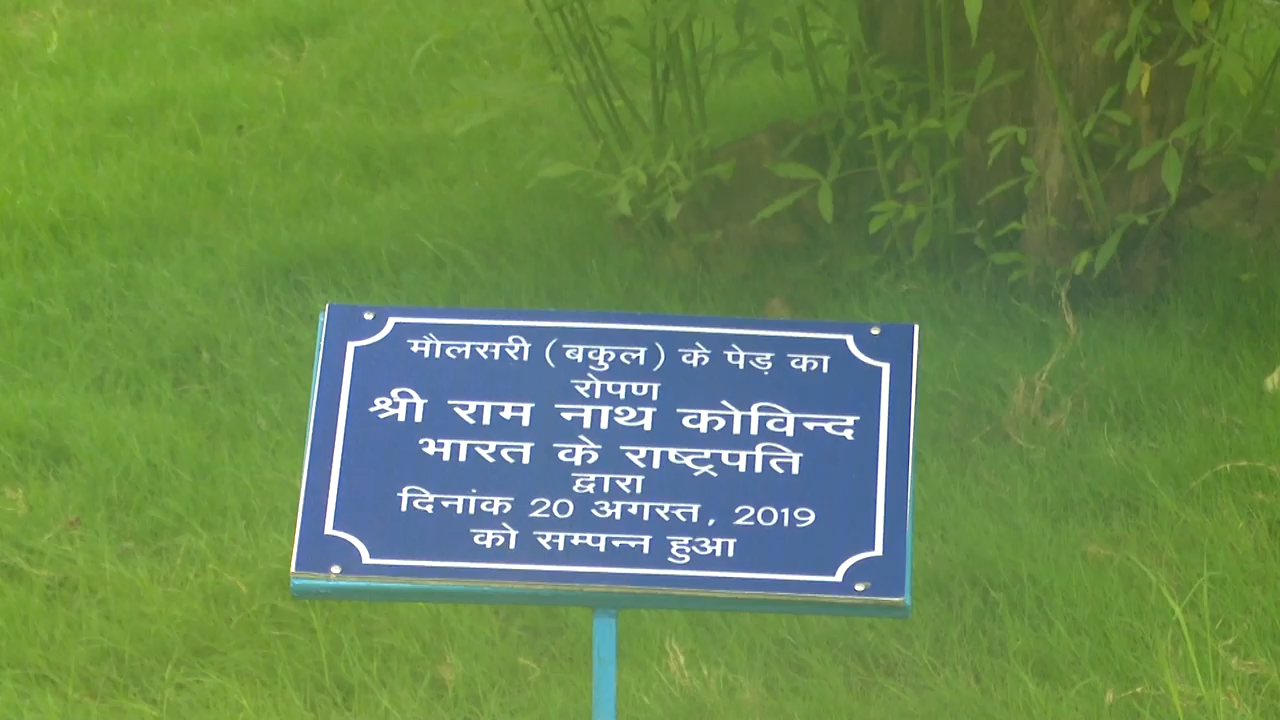 मौलसरी (बकुल) के पेड़ का
रोपण
श्री राम नाथ कोविन्द
भारत के राष्ट्रपति
द्वारा
दिनांक 20 अगस्त, 2019
को सम्पन्न हुआ